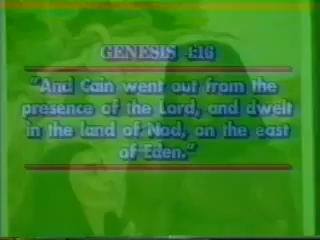 GENESIS 4:16
"And Cain went out from the
presence of the Lord, and dwelt
in the land of Nod, on the east
of Eden."